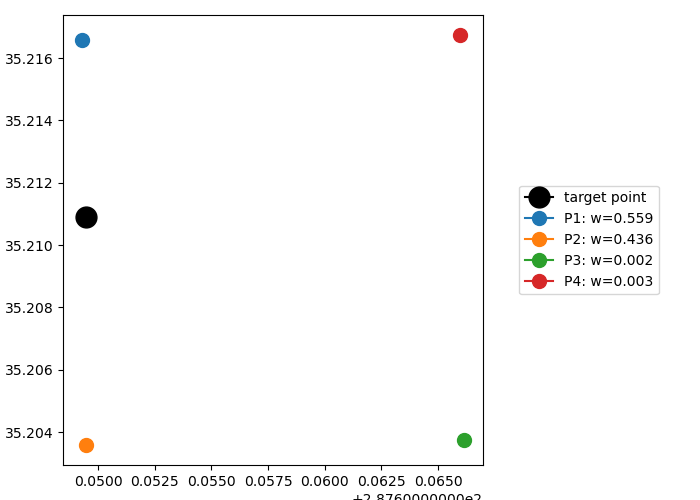 35.216
35.214
35.212
35.210
35.208
35.206
35.204
0.0500 0.0525 0.0550 0.0575 0.0600 0.0625 0.0650
+2.8760000000e2
target point
P1: w=0.559
P2: w=0.436
P3: w=0.002
P4: w=0.003